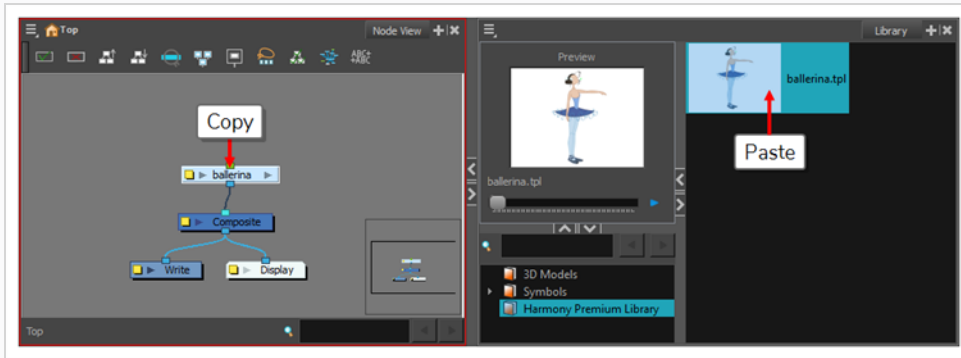 Top
Node View
ABC+
+ABC
Copy
ballerina
Composite
Write
Display
Top
Library
Preview
ballerina.tpl
3D Models
Symbols
Harmony Premium Library
ballerina.tpl
Paste